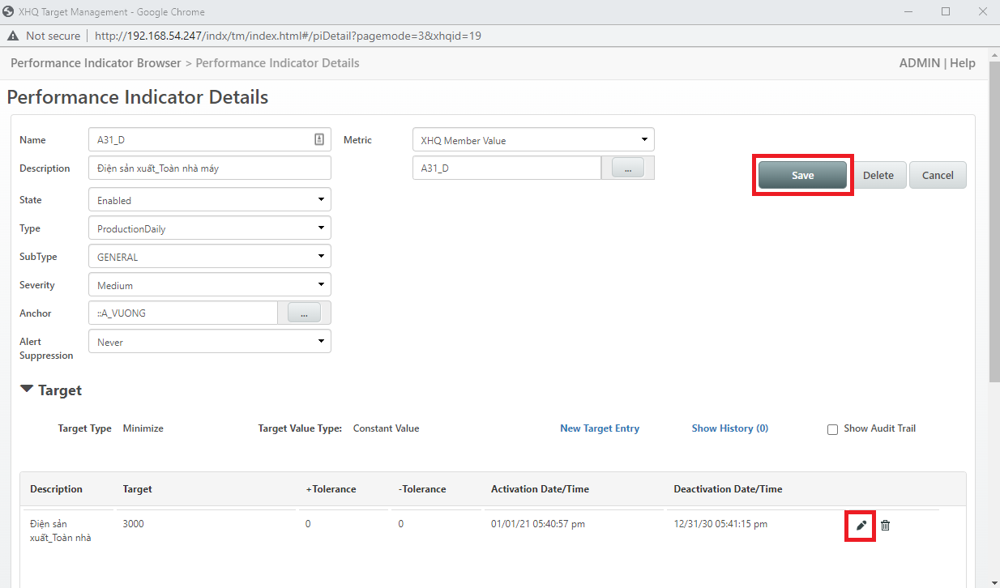 XHQ Target Management - Google Chrome
Not secure | http://192.168.54.247/indx/tm/index.html#/piDetail?pagemode=3&xhqid=19
Performance Indicator Browser > Performance Indicator Details ADMIN | Help
Performance Indicator Details
Name A31_D Metric XHQ Member Value
Description Điện sản xuất_Toàn nhà máy A31_D ... Save Delete Cancel
State Enabled
Type ProductionDaily
SubType GENERAL
Severity Medium
Anchor ::A_VUONG ...
Alert
Suppression
Never
Target
Target Type Minimize Target Value Type: Constant Value New Target Entry Show History (0) Show Audit Trail
Description Target +Tolerance -Tolerance Activation Date/Time Deactivation Date/Time
Điện sản 3000 0 0 01/01/21 05:40:57 pm 12/31/30 05:41:15 pm
xuất_Toàn nhà